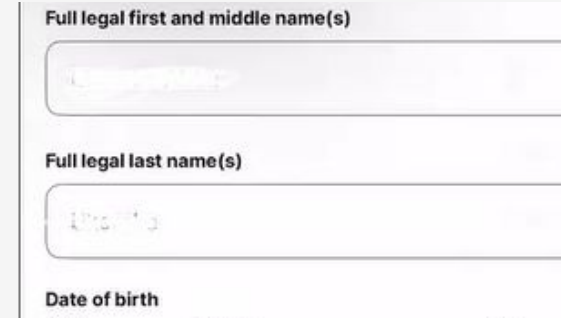 Full legal first and middle name(s)
Full legal last name(s)
Date of birth